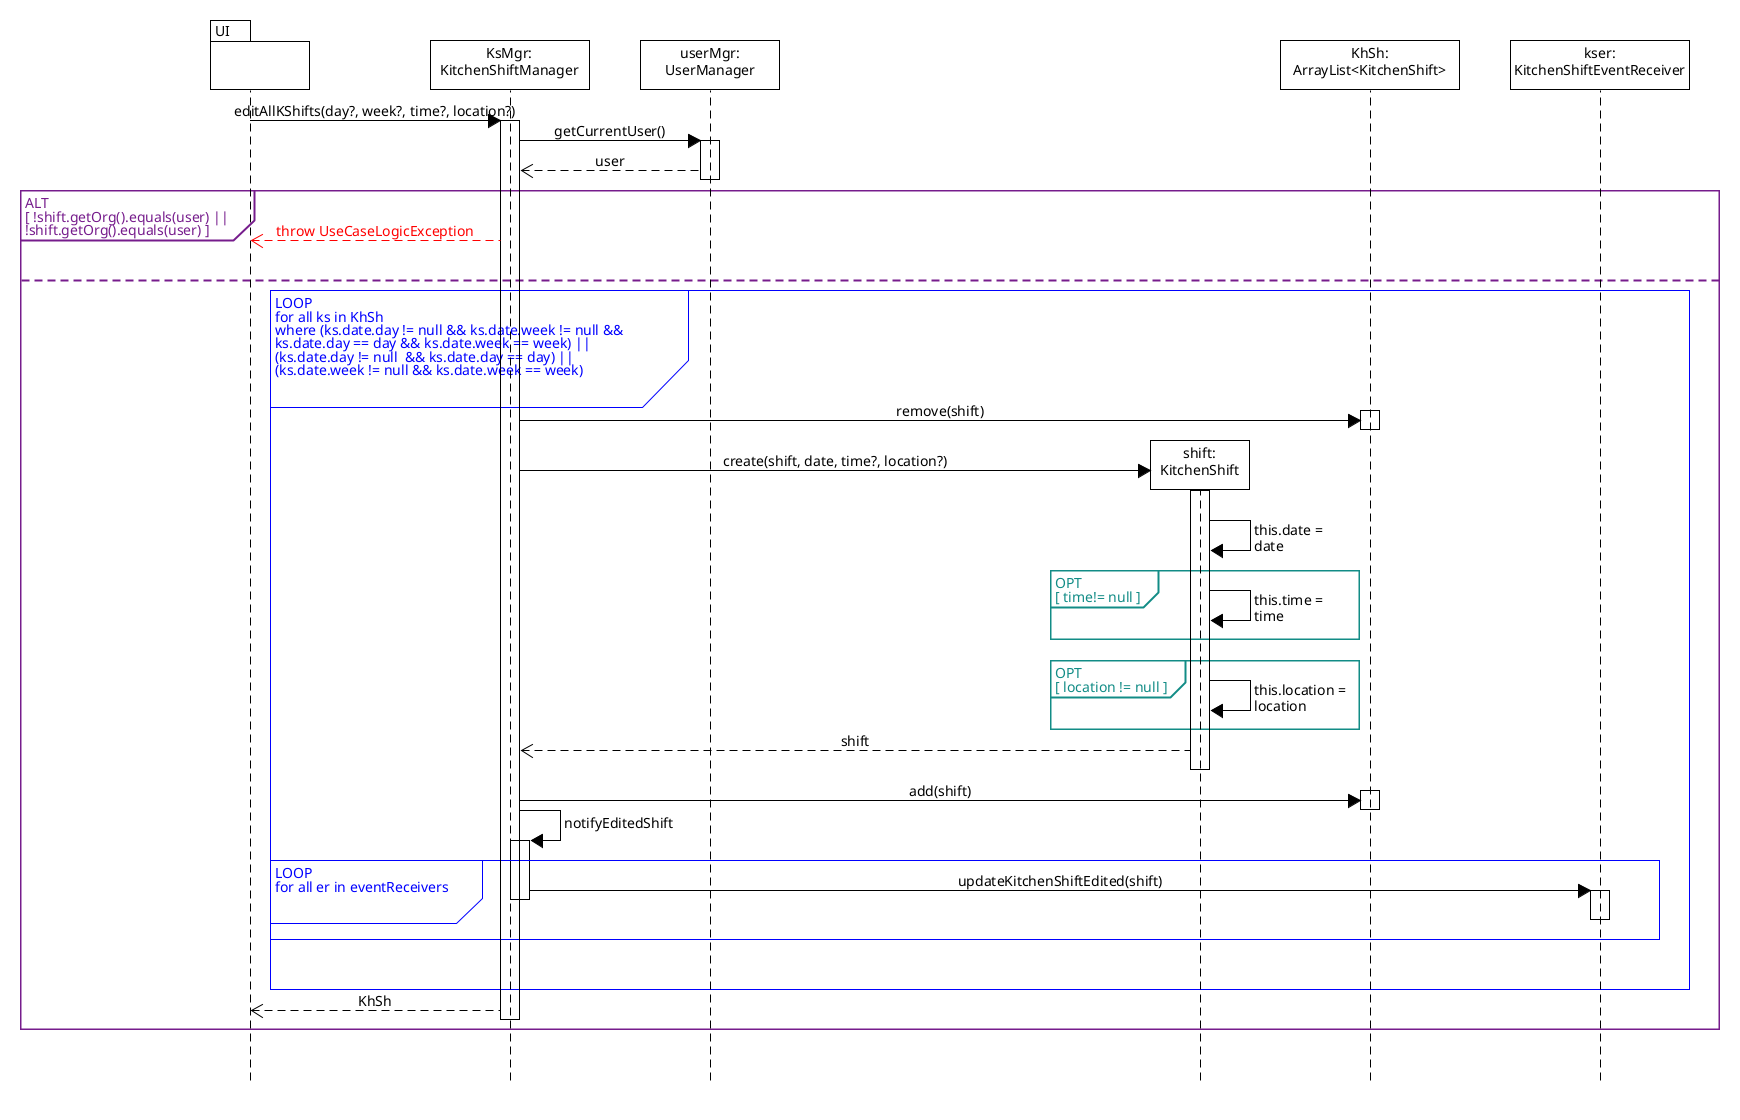 UI
KsMgr:
KitchenShiftManager
userMgr:
UserManager
KhSh:
ArrayList<KitchenShift>
kser:
KitchenShiftEventReceiver
editAllKShifts(day?, week?, time?, location?)
getCurrentUser()
user
ALT
[ !shift.getOrg().equals(user) ||
!shift.getOrg().equals(user) ]
throw UseCaseLogicException
LOOP
for all ks in KhSh
where (ks.date.day != null && ks.date.week != null &&
ks.date.day == day && ks.date.week == week) ||
(ks.date.day != null  && ks.date.day == day) ||
(ks.date.week != null && ks.date.week == week)
remove(shift)
shift:
KitchenShift
create(shift, date, time?, location?)
this.date =
date
OPT
[ time!= null ]
this.time =
time
OPT
[ location != null ]
this.location =
location
shift
add(shift)
notifyEditedShift
LOOP
for all er in eventReceivers
updateKitchenShiftEdited(shift)
KhSh